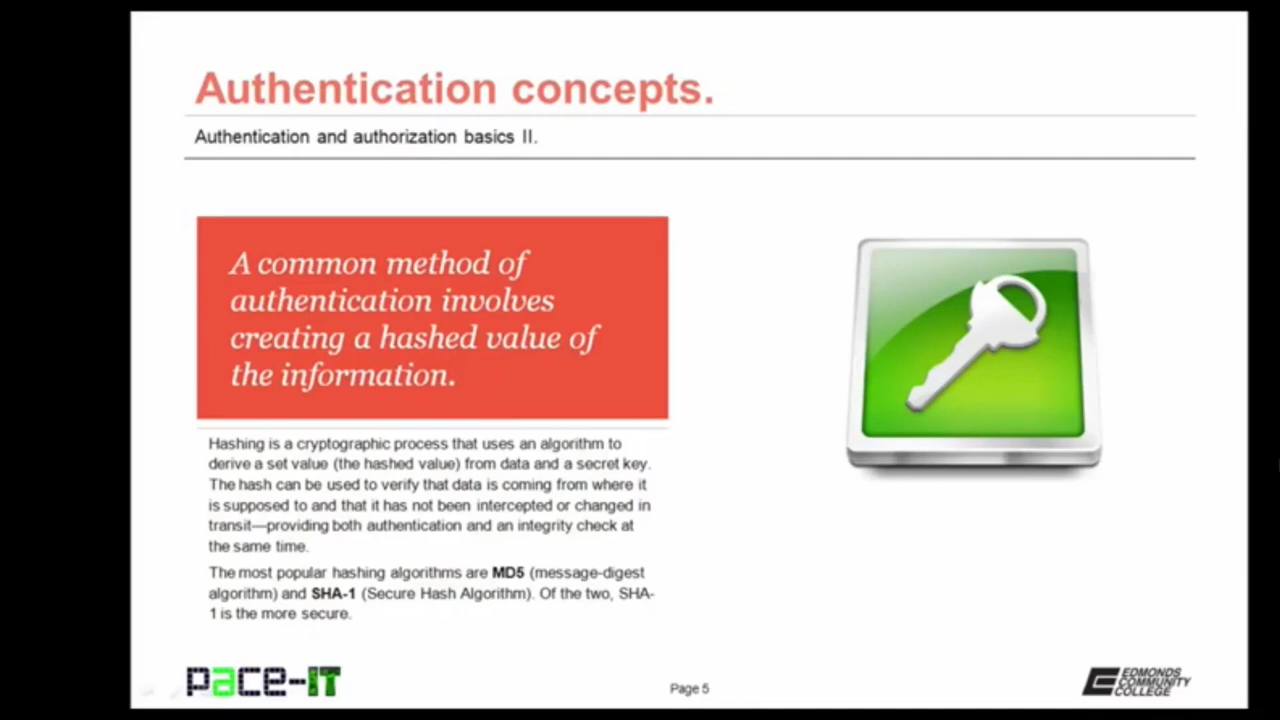 Authentication concepts.
Authentication and authorization basics II.
A common method of
authentication involves
creating a hashed value of
the information.
Hashing is a cryptographic process that uses an algorithm to
derive a set value (the hashed value) from data and a secret key.
The hash can be used to verify that data is coming from where it
is supposed to and that it has not been intercepted or changed in
transit—providing both authentication and an integrity check at
the same time.
The most popular hashing algorithms are MD5 (message-digest
algorithm) and SHA-1 (Secure Hash Algorithm). Of the two, SHA-
1 is the more secure.
pace-IT
Page 5
EDMONDS
COMMUNITY
COLLEGE